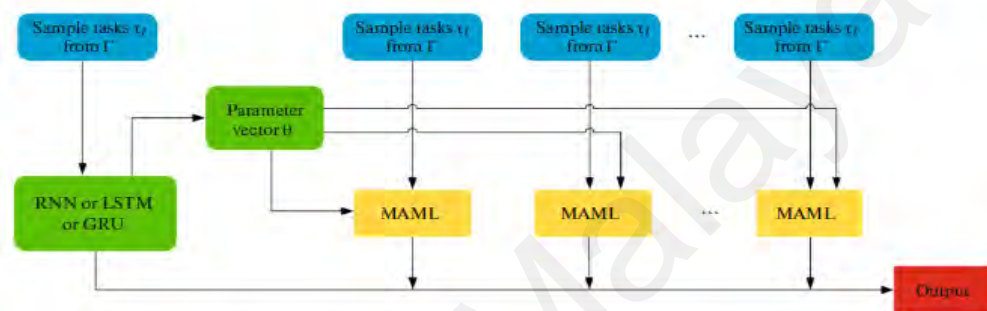 Sample tasks τi
from Γ
Sample tasks τi
from Γ
Sample tasks τi
from Γ
...
Sample tasks τi
from Γ
Parameter
vector θ
RNN or LSTM
or GRU
MAML
MAML
...
MAML
Output
Malaya